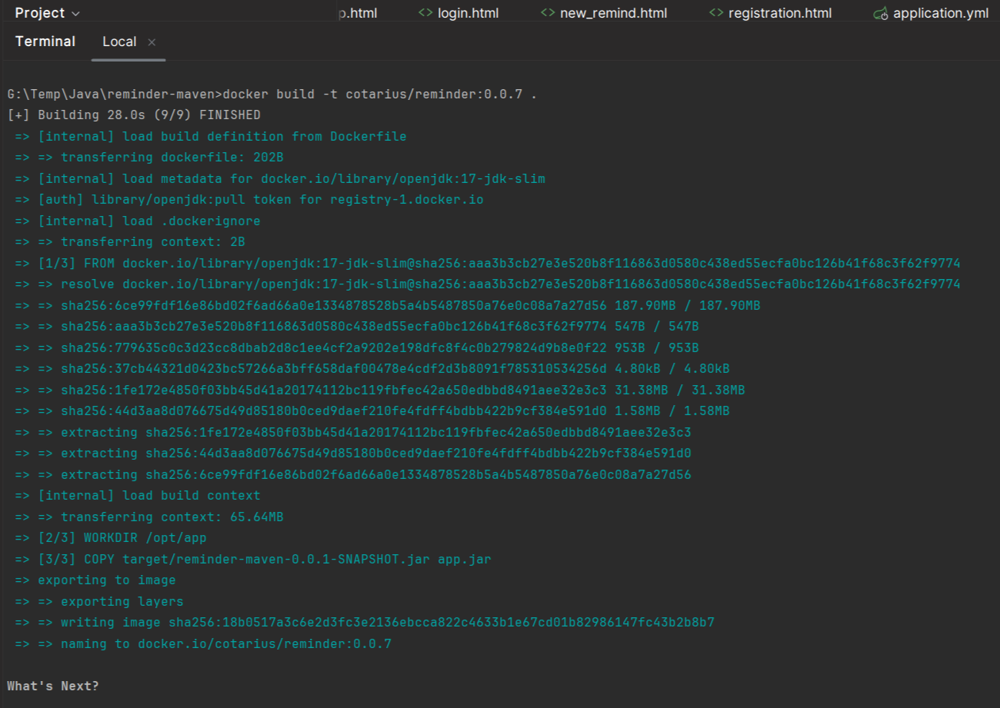 Project p.html login.html new_remind.html registration.html application.yml
Terminal Local ×
G:\Temp\Java\reminder-maven>docker build -t cotarius/reminder:0.0.7 .
[+] Building 28.0s (9/9) FINISHED
=> [internal] load build definition from Dockerfile
=> => transferring dockerfile: 202B
=> [internal] load metadata for docker.io/library/openjdk:17-jdk-slim
=> [auth] library/openjdk:pull token for registry-1.docker.io
=> [internal] load .dockerignore
=> => transferring context: 2B
=> [1/3] FROM docker.io/library/openjdk:17-jdk-slim@sha256:aaa3b3cb27e3e520b8f116863d0580c438ed55ecfa0bc126b41f68c3f62f9774
=> => resolve docker.io/library/openjdk:17-jdk-slim@sha256:aaa3b3cb27e3e520b8f116863d0580c438ed55ecfa0bc126b41f68c3f62f9774
=> => sha256:6ce99fdf16e86bd02f6ad66a0e1334878528b5a4b5487850a76e0c08a7a27d56 187.90MB / 187.90MB
=> => sha256:aaa3b3cb27e3e520b8f116863d0580c438ed55ecfa0bc126b41f68c3f62f9774 547B / 547B
=> => sha256:779635c0c3d23cc8dbab2d8c1ee4cf2a9202e198dfc8f4c0b279824d9b8e0f22 953B / 953B
=> => sha256:37cb44321d0423bc57266a3bff658daf00478e4cdf2d3b8091f785310534256d 4.80kB / 4.80kB
=> => sha256:1fe172e4850f03bb45d41a20174112bc119fbfec42a650edbbd8491aee32e3c3 31.38MB / 31.38MB
=> => sha256:44d3aa8d076675d49d85180b0ced9daef210fe4fdff4bdbb422b9cf384e591d0 1.58MB / 1.58MB
=> => extracting sha256:1fe172e4850f03bb45d41a20174112bc119fbfec42a650edbbd8491aee32e3c3
=> => extracting sha256:44d3aa8d076675d49d85180b0ced9daef210fe4fdff4bdbb422b9cf384e591d0
=> => extracting sha256:6ce99fdf16e86bd02f6ad66a0e1334878528b5a4b5487850a76e0c08a7a27d56
=> [internal] load build context
=> => transferring context: 65.64MB
=> [2/3] WORKDIR /opt/app
=> [3/3] COPY target/reminder-maven-0.0.1-SNAPSHOT.jar app.jar
=> exporting to image
=> => exporting layers
=> => writing image sha256:18b0517a3c6e2d3fc3e2136ebcca822c4633b1e67cd01b82986147fc43b2b8b7
=> => naming to docker.io/cotarius/reminder:0.0.7
What's Next?